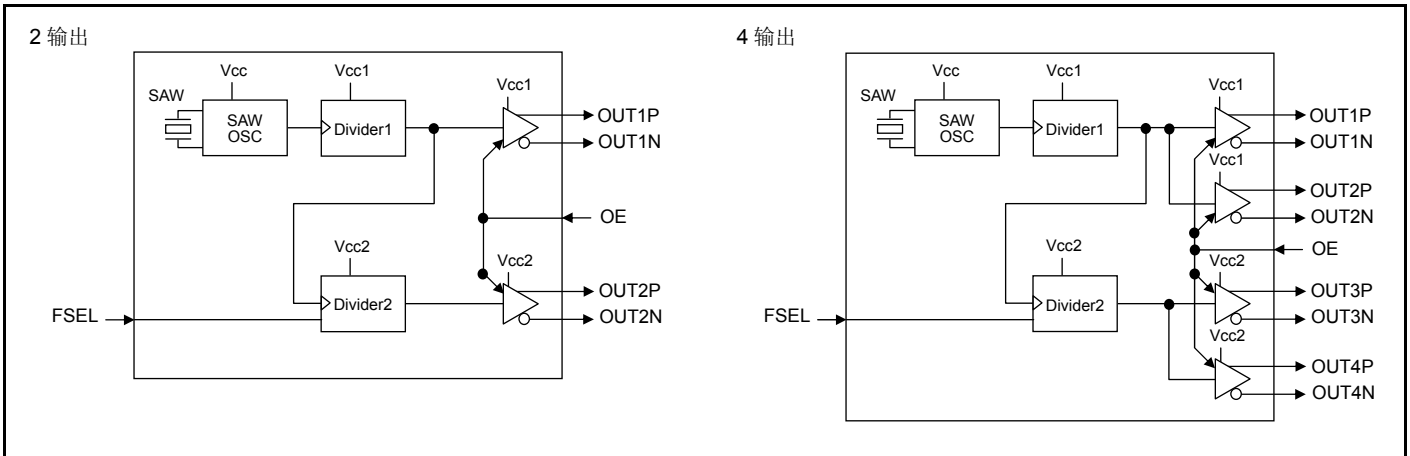 2 输出
Vcc
Vcc1
SAW
SAW
OSC
Divider1
Vcc1
OUT1P
OUT1N
OE
Vcc2
Vcc2
Divider2
OUT2P
OUT2N
FSEL
4 输出
Vcc
Vcc1
SAW
SAW
OSC
Divider1
Vcc1
OUT1P
OUT1N
Vcc1
OUT2P
OUT2N
OE
Vcc2
Vcc2
Divider2
OUT3P
OUT3N
FSEL
Vcc2
OUT4P
OUT4N